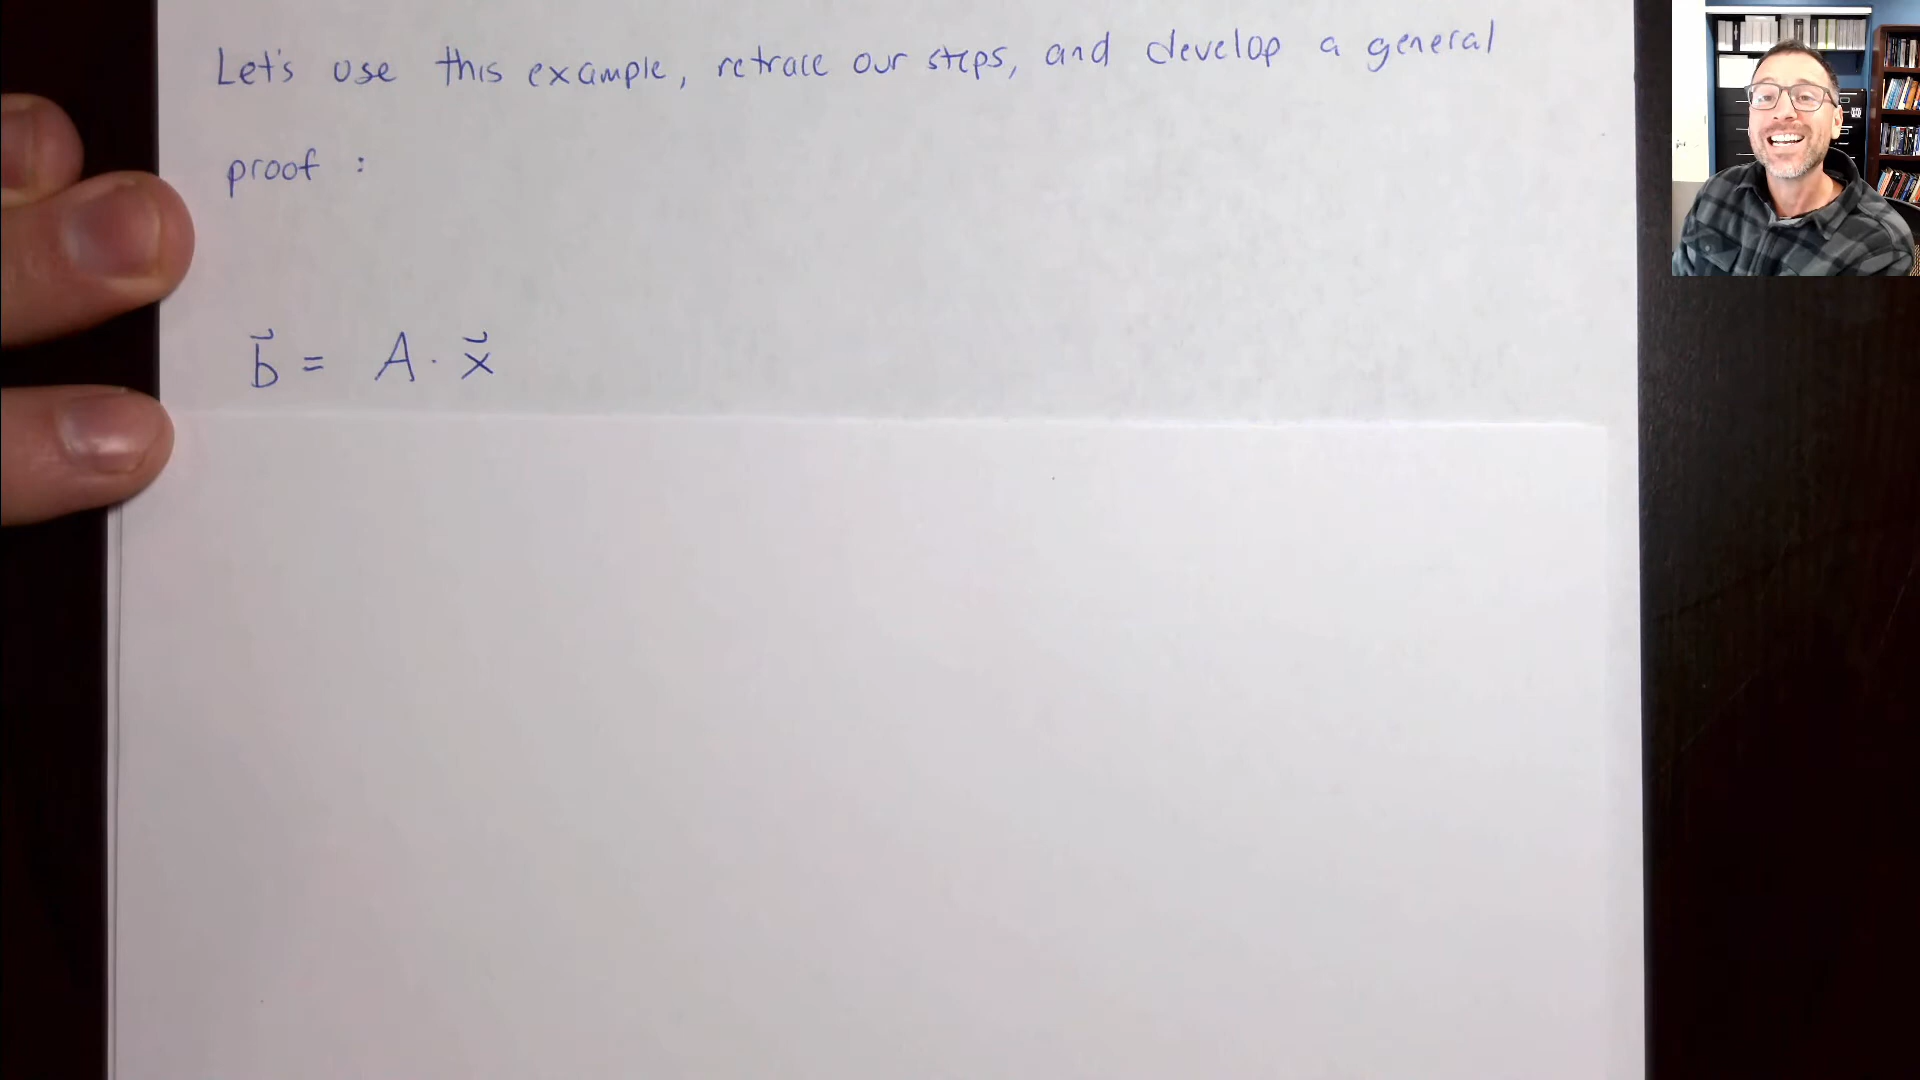 Let's use this example, retrace our steps, and develop a general
proof :
b⃗ = A · x⃗